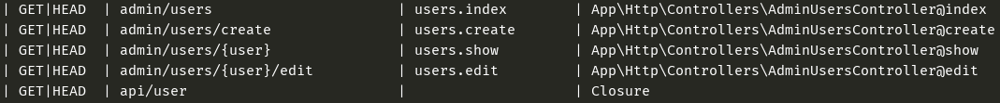 | GET|HEAD | admin/users | users.index | App\Http\Controllers\AdminUsersController@index
| GET|HEAD | admin/users/create | users.create | App\Http\Controllers\AdminUsersController@create
| GET|HEAD | admin/users/{user} | users.show | App\Http\Controllers\AdminUsersController@show
| GET|HEAD | admin/users/{user}/edit | users.edit | App\Http\Controllers\AdminUsersController@edit
| GET|HEAD | api/user | | Closure